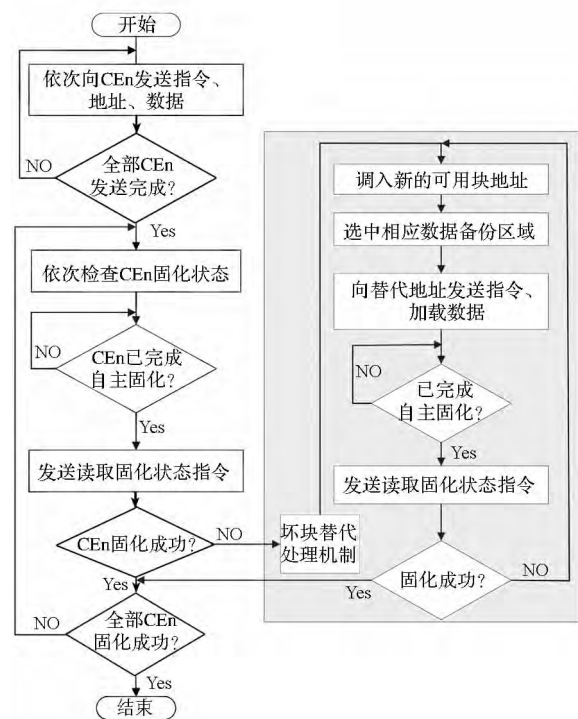 开始
依次向CEn发送指令、
地址、数据
全部CEn
发送完成?
NO
Yes
依次检查CEn固化状态
CEn已完成
自主固化?
NO
Yes
发送读取固化状态指令
CEn固化成功?
NO
Yes
全部CEn
固化成功?
NO
Yes
结束
坏块替代
处理机制
调入新的可用块地址
选中相应数据备份区域
向替代地址发送指令、
加载数据
已完成
自主固化?
NO
Yes
发送读取固化状态指令
固化成功?
NO
Yes